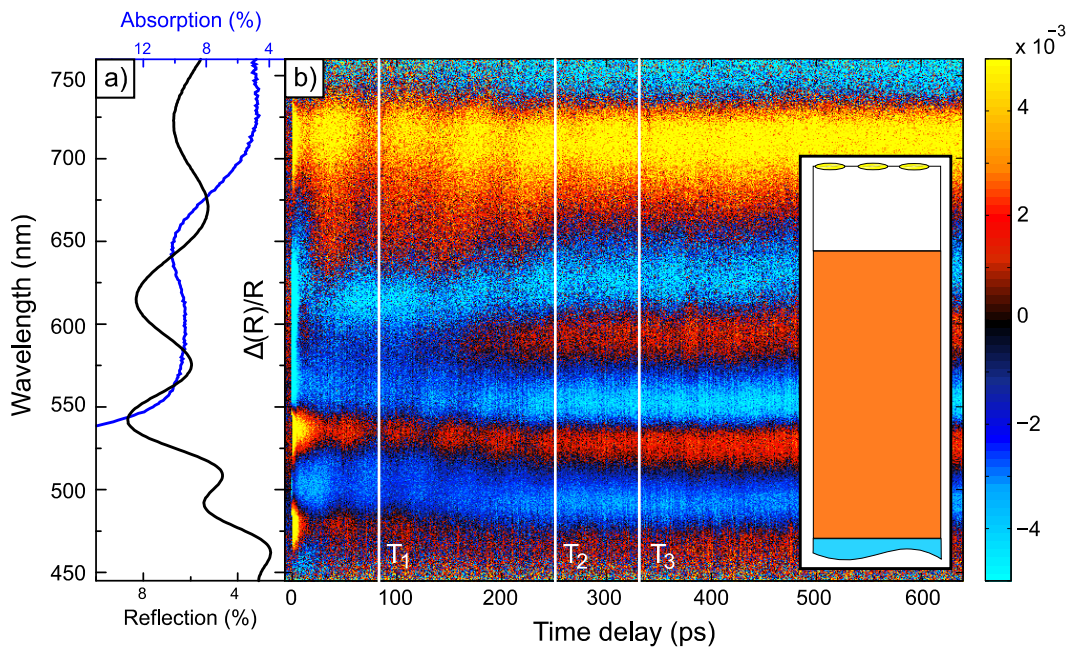 Absorption (%)
12 8 4
a)
b)
x 10⁻³
Wavelength (nm)
750
700
650
600
550
500
450
Δ(R)/R
T₁
T₂
T₃
4
2
0
−2
−4
8 4
Reflection (%)
0 100 200 300 400 500 600
Time delay (ps)